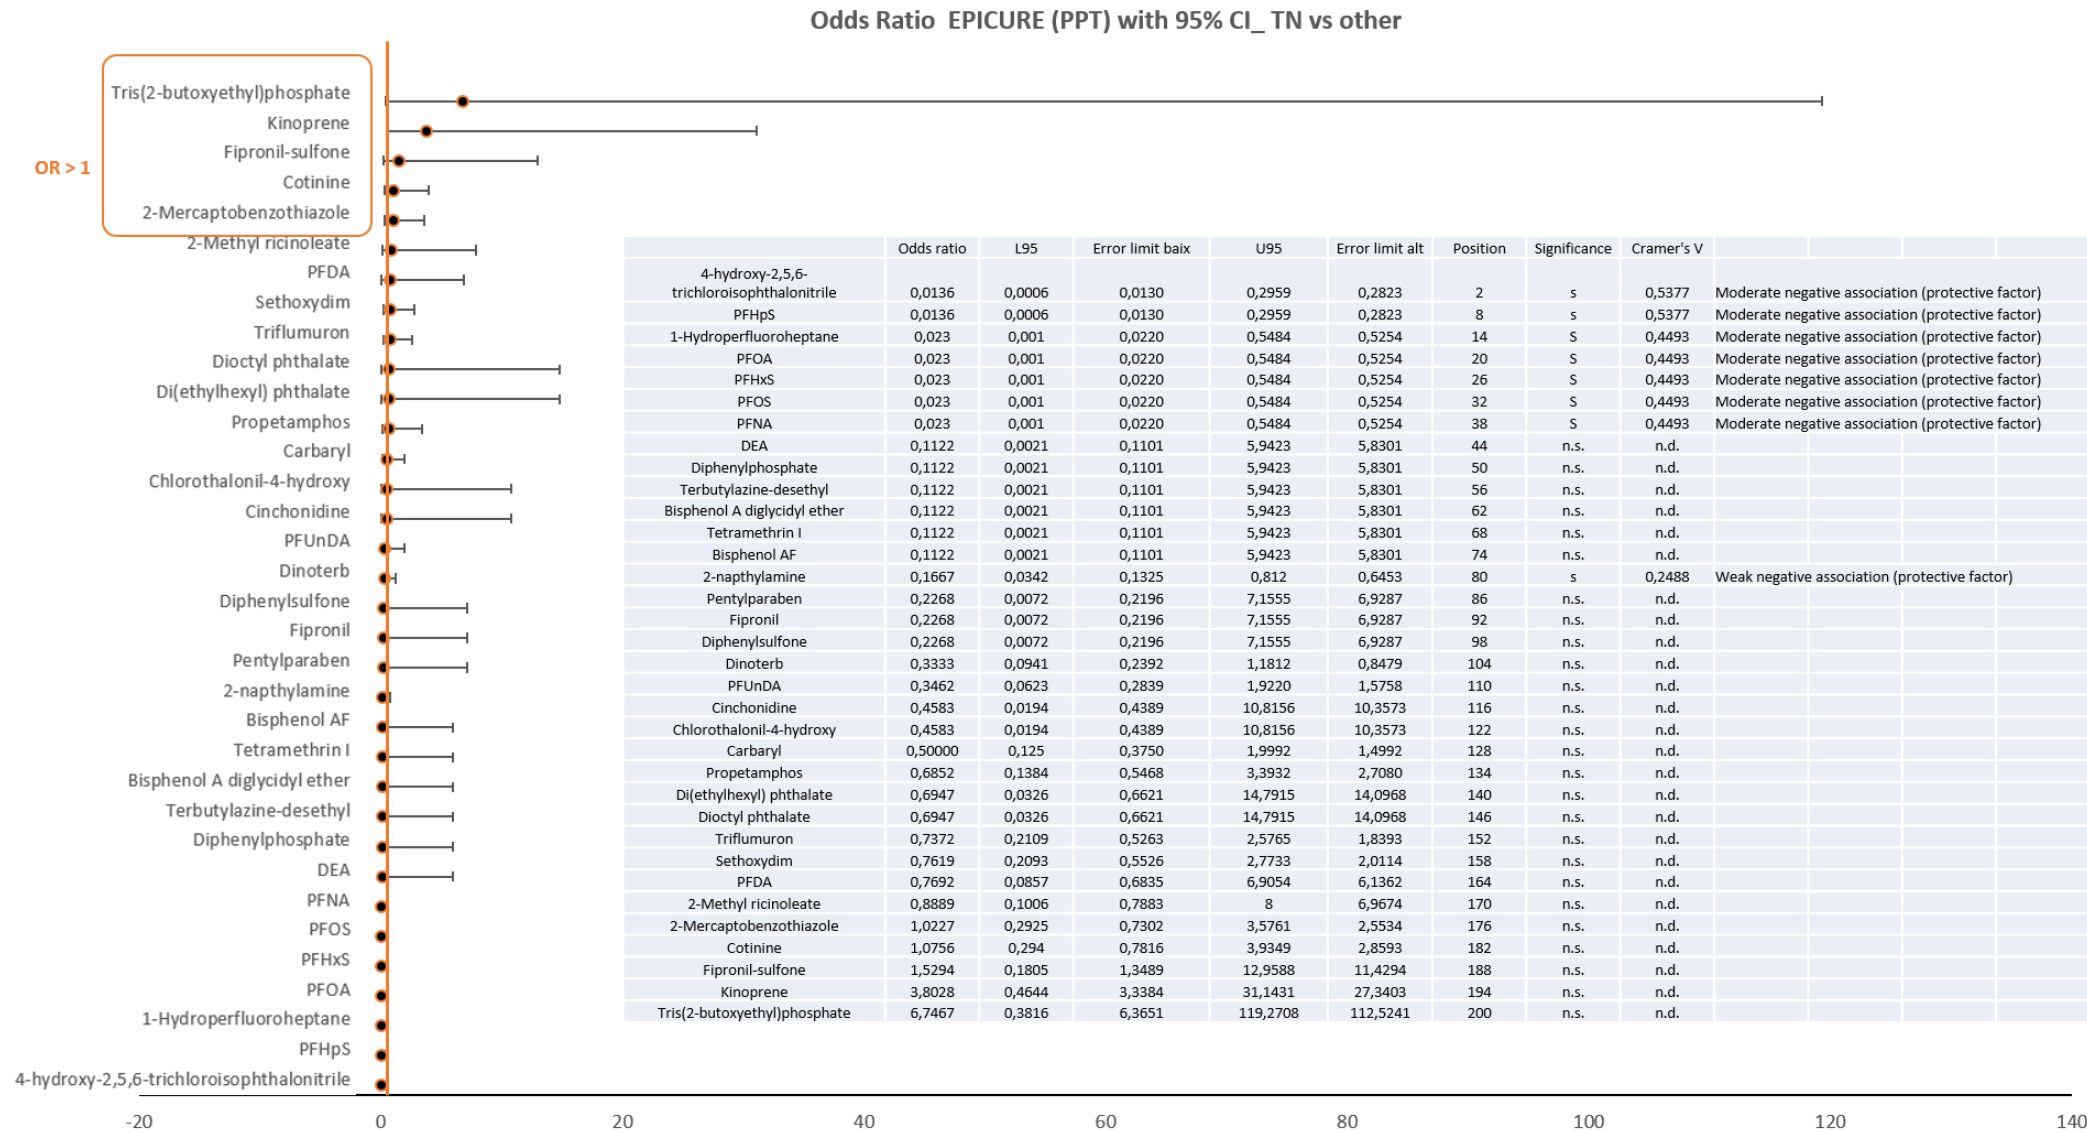 Odds Ratio  EPICURE (PPT) with 95% CI_ TN vs other
OR > 1
Tris(2-butoxyethyl)phosphate
Kinoprene
Fipronil-sulfone
Cotinine
2-Mercaptobenzothiazole
2-Methyl ricinoleate
PFDA
Sethoxydim
Triflumuron
Dioctyl phthalate
Di(ethylhexyl) phthalate
Propetamphos
Carbaryl
Chlorothalonil-4-hydroxy
Cinchonidine
PFUnDA
Dinoterb
Diphenylsulfone
Fipronil
Pentylparaben
2-napthylamine
Bisphenol AF
Tetramethrin I
Bisphenol A diglycidyl ether
Terbutylazine-desethyl
Diphenylphosphate
DEA
PFNA
PFOS
PFHxS
PFOA
1-Hydroperfluoroheptane
PFHpS
4-hydroxy-2,5,6-trichloroisophthalonitrile
-20 0 20 40 60 80 100 120 140
Odds ratio L95 Error limit baix U95 Error limit alt Position Significance Cramer's V
4-hydroxy-2,5,6-
trichloroisophthalonitrile 0,0136 0,0006 0,0130 0,2959 0,2823 2 s 0,5377 Moderate negative association (protective factor)
PFHpS 0,0136 0,0006 0,0130 0,2959 0,2823 8 s 0,5377 Moderate negative association (protective factor)
1-Hydroperfluoroheptane 0,023 0,001 0,0220 0,5484 0,5254 14 S 0,4493 Moderate negative association (protective factor)
PFOA 0,023 0,001 0,0220 0,5484 0,5254 20 S 0,4493 Moderate negative association (protective factor)
PFHxS 0,023 0,001 0,0220 0,5484 0,5254 26 S 0,4493 Moderate negative association (protective factor)
PFOS 0,023 0,001 0,0220 0,5484 0,5254 32 S 0,4493 Moderate negative association (protective factor)
PFNA 0,023 0,001 0,0220 0,5484 0,5254 38 S 0,4493 Moderate negative association (protective factor)
DEA 0,1122 0,0021 0,1101 5,9423 5,8301 44 n.s. n.d.
Diphenylphosphate 0,1122 0,0021 0,1101 5,9423 5,8301 50 n.s. n.d.
Terbutylazine-desethyl 0,1122 0,0021 0,1101 5,9423 5,8301 56 n.s. n.d.
Bisphenol A diglycidyl ether 0,1122 0,0021 0,1101 5,9423 5,8301 62 n.s. n.d.
Tetramethrin I 0,1122 0,0021 0,1101 5,9423 5,8301 68 n.s. n.d.
Bisphenol AF 0,1122 0,0021 0,1101 5,9423 5,8301 74 n.s. n.d.
2-napthylamine 0,1667 0,0342 0,1325 0,812 0,6453 80 s 0,2488 Weak negative association (protective factor)
Pentylparaben 0,2268 0,0072 0,2196 7,1555 6,9287 86 n.s. n.d.
Fipronil 0,2268 0,0072 0,2196 7,1555 6,9287 92 n.s. n.d.
Diphenylsulfone 0,2268 0,0072 0,2196 7,1555 6,9287 98 n.s. n.d.
Dinoterb 0,3333 0,0941 0,2392 1,1812 0,8479 104 n.s. n.d.
PFUnDA 0,3462 0,0623 0,2839 1,9220 1,5758 110 n.s. n.d.
Cinchonidine 0,4583 0,0194 0,4389 10,8156 10,3573 116 n.s. n.d.
Chlorothalonil-4-hydroxy 0,4583 0,0194 0,4389 10,8156 10,3573 122 n.s. n.d.
Carbaryl 0,50000 0,125 0,3750 1,9992 1,4992 128 n.s. n.d.
Propetamphos 0,6852 0,1384 0,5468 3,3932 2,7080 134 n.s. n.d.
Di(ethylhexyl) phthalate 0,6947 0,0326 0,6621 14,7915 14,0968 140 n.s. n.d.
Dioctyl phthalate 0,6947 0,0326 0,6621 14,7915 14,0968 146 n.s. n.d.
Triflumuron 0,7372 0,2109 0,5263 2,5765 1,8393 152 n.s. n.d.
Sethoxydim 0,7619 0,2093 0,5526 2,7733 2,0114 158 n.s. n.d.
PFDA 0,7692 0,0857 0,6835 6,9054 6,1362 164 n.s. n.d.
2-Methyl ricinoleate 0,8889 0,1006 0,7883 8 6,9674 170 n.s. n.d.
2-Mercaptobenzothiazole 1,0227 0,2925 0,7302 3,5761 2,5534 176 n.s. n.d.
Cotinine 1,0756 0,294 0,7816 3,9349 2,8593 182 n.s. n.d.
Fipronil-sulfone 1,5294 0,1805 1,3489 12,9588 11,4294 188 n.s. n.d.
Kinoprene 3,8028 0,4644 3,3384 31,1431 27,3403 194 n.s. n.d.
Tris(2-butoxyethyl)phosphate 6,7467 0,3816 6,3651 119,2708 112,5241 200 n.s. n.d.